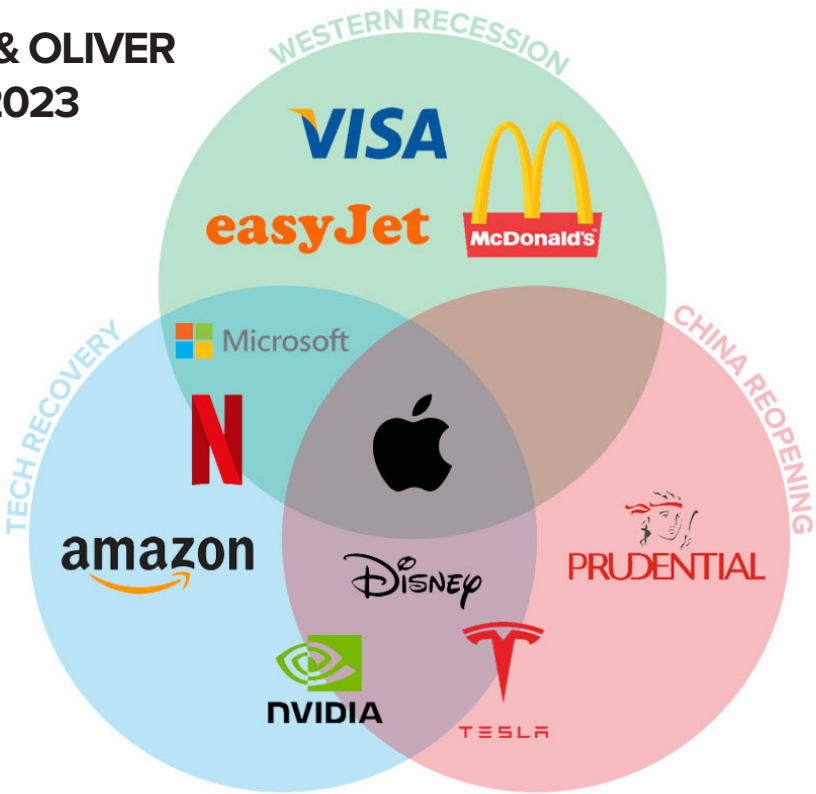 & OLIVER
2023
WESTERN RECESSION
VISA
easyJet
McDonald's
TECH RECOVERY
CHINA REOPENING
Microsoft
N
amazon
DISNEY
PRUDENTIAL
NVIDIA
TESLA